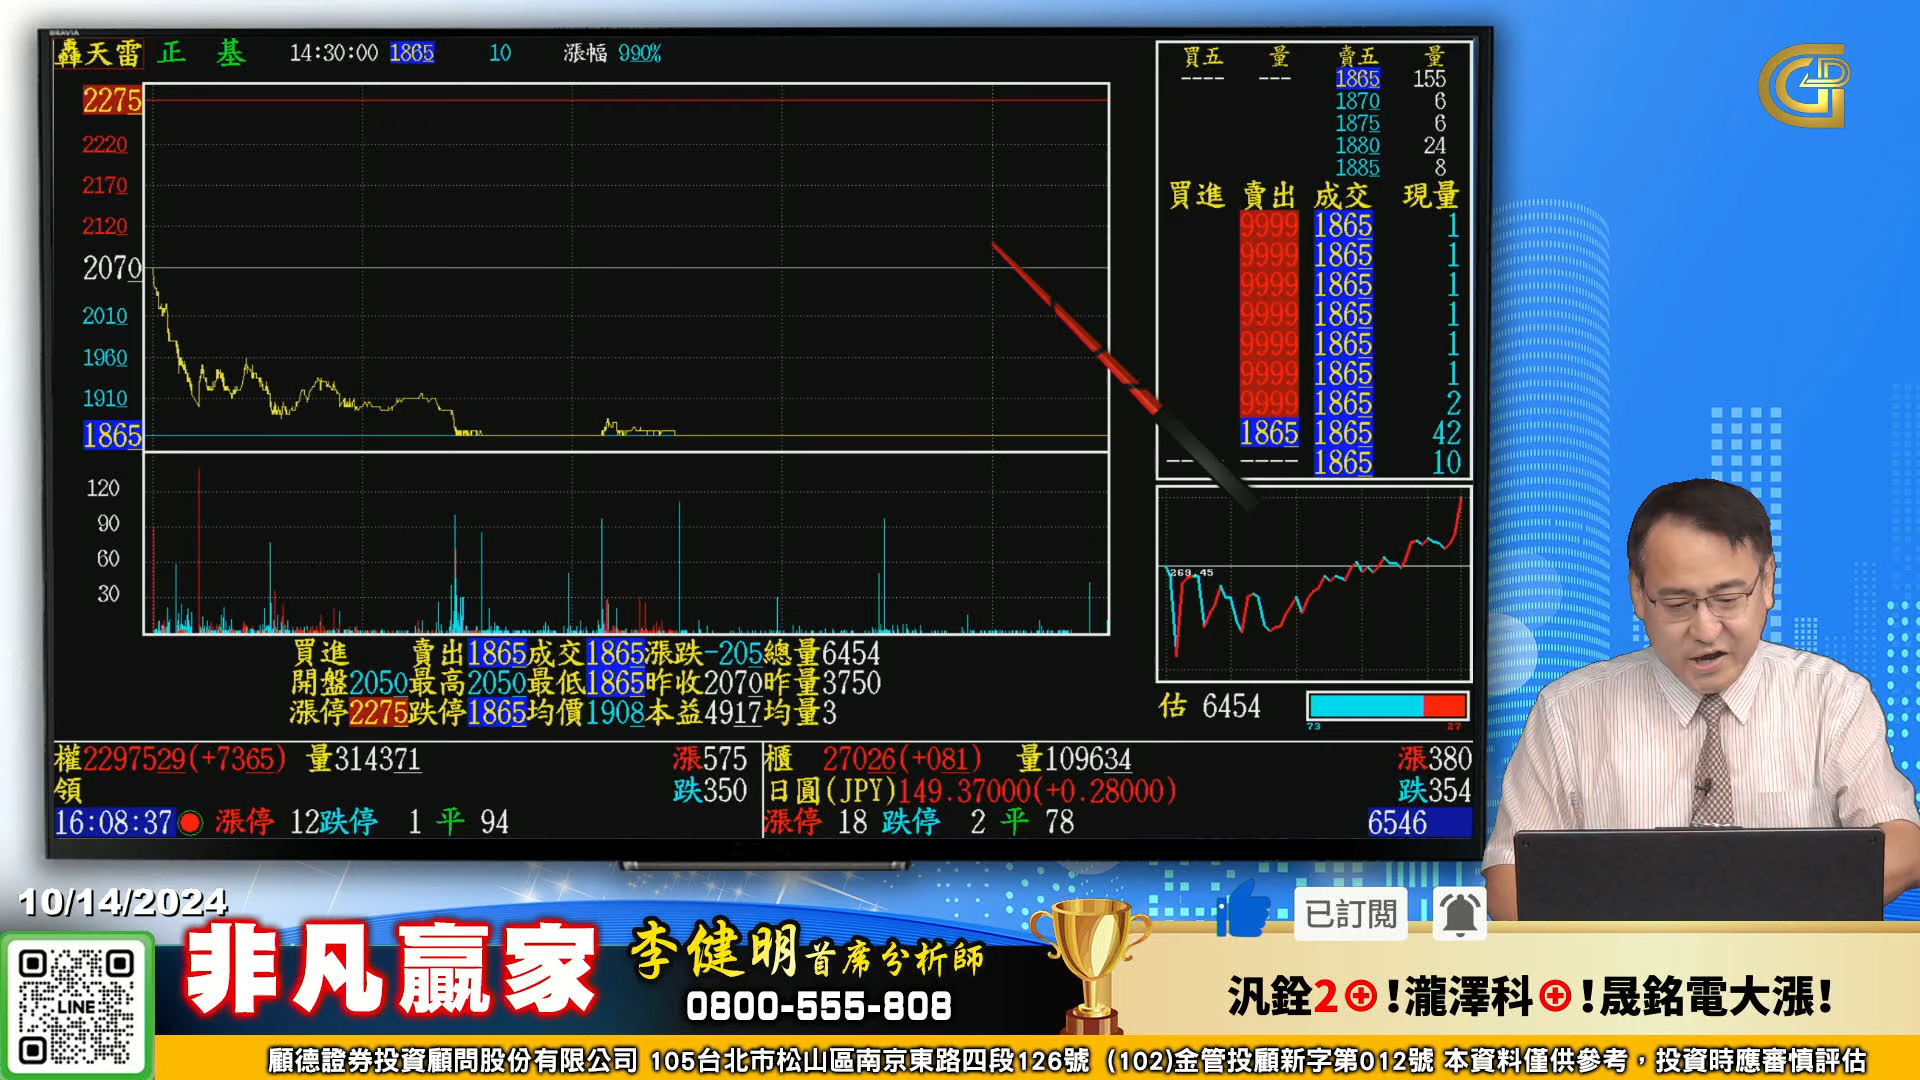 BRAVIA
轟天雷 正 基 14:30:00 1865 10 漲幅 990%
買五 量 賣五 量
---- --- 1865 155
1870 6
1875 6
1880 24
1885 8
買進 賣出 成交 現量
9999 1865 1
9999 1865 1
9999 1865 1
9999 1865 1
9999 1865 1
9999 1865 1
9999 1865 2
1865 1865 42
1865 10
2275
2220
2170
2120
2070
2010
1960
1910
1865
120
90
60
30
269.45
估 6454
73 27
買進 賣出1865成交1865漲跌-205總量6454
開盤2050最高2050最低1865昨收2070昨量3750
漲停2275跌停1865均價1908本益4917均量3
權2297529(+7365) 量314371 漲575
領 跌350
16:08:37 漲停 12跌停 1 平 94
櫃 27026(+081) 量109634 漲380
日圓(JPY)149.37000(+0.28000) 跌354
漲停 18 跌停 2 平 78 6546
10/14/2024
LINE
非凡贏家
李健明首席分析師
0800-555-808
已訂閱
汎銓2⊕!瀧澤科⊕!晟銘電大漲!
顧德證券投資顧問股份有限公司 105台北市松山區南京東路四段126號 (102)金管投顧新字第012號 本資料僅供參考，投資時應審慎評估